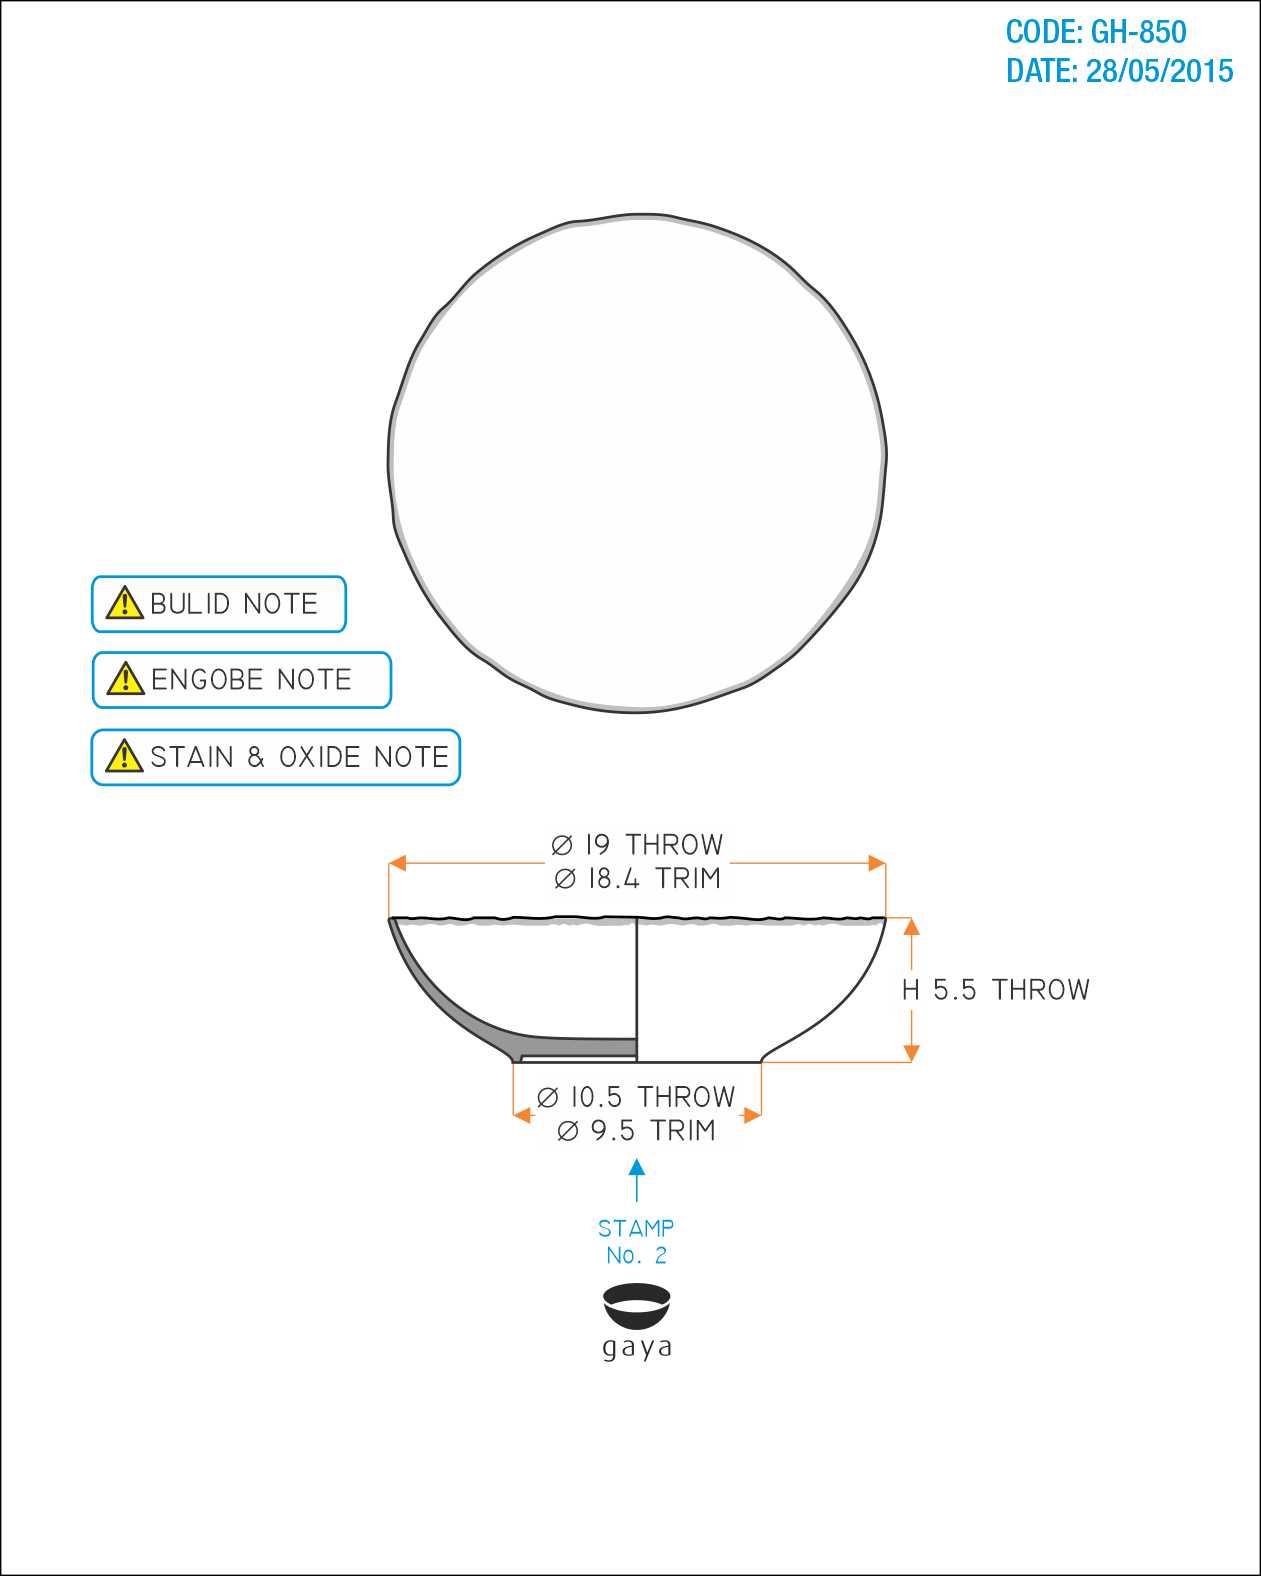 CODE: GH-850
DATE: 28/05/2015
BULID NOTE
ENGOBE NOTE
STAIN & OXIDE NOTE
Ø 19 THROW
Ø 18.4 TRIM
H 5.5 THROW
Ø 10.5 THROW
Ø 9.5 TRIM
STAMP
No. 2
gaya